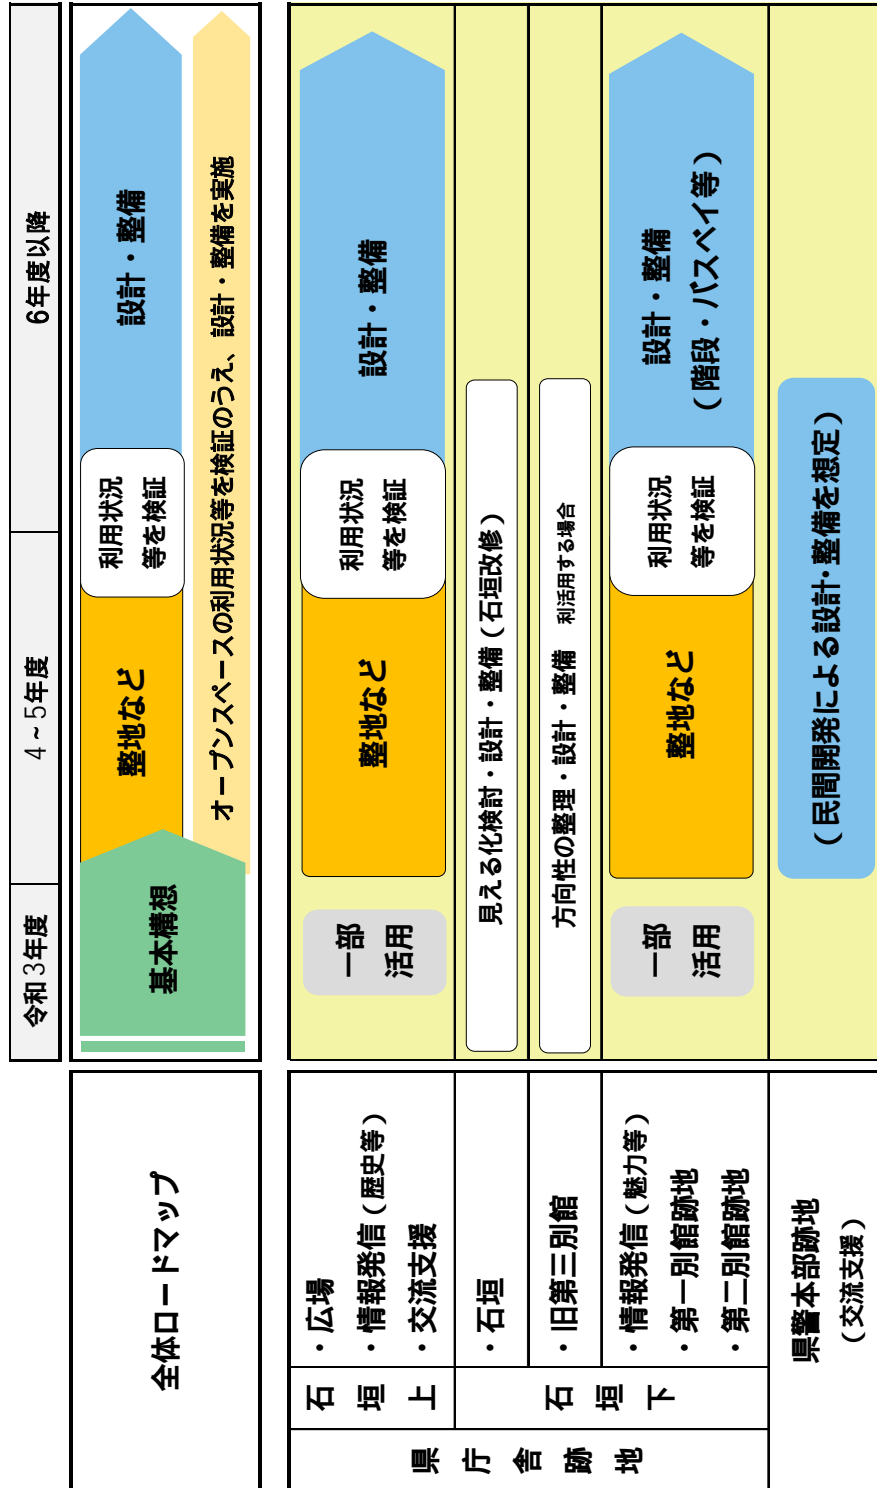 令和3年度
4~5年度
6年度以降
全体ロードマップ
基本構想
整地など
利用状況
等を検証
設計・整備
オープンスペースの利用状況等を検証のうえ、設計・整備を実施
県庁舎跡地
石垣上
・広場
・情報発信(歴史等)
・交流支援
一部
活用
整地など
利用状況
等を検証
設計・整備
石垣下
・石垣
見える化検討・設計・整備(石垣改修)
・旧第三別館
方向性の整理・設計・整備 利活用する場合
・情報発信(魅力等)
・第一別館跡地
・第二別館跡地
一部
活用
整地など
利用状況
等を検証
設計・整備
(階段・バスベイ等)
県警本部跡地
(交流支援)
(民間開発による設計・整備を想定)